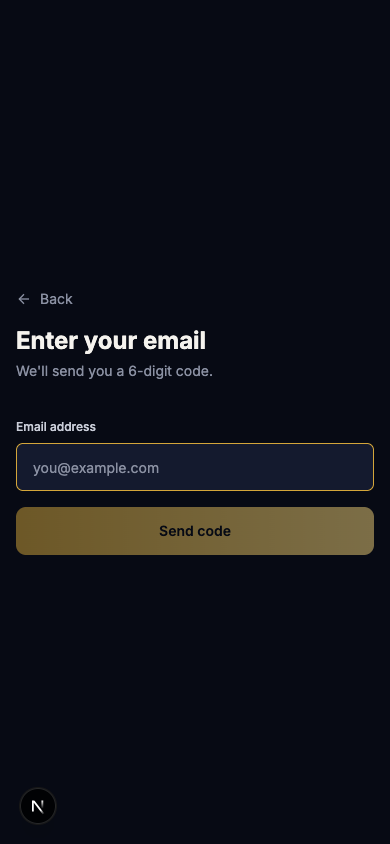 Back
Enter your email
We'll send you a 6-digit code.
Email address
you@example.com
Send code
N